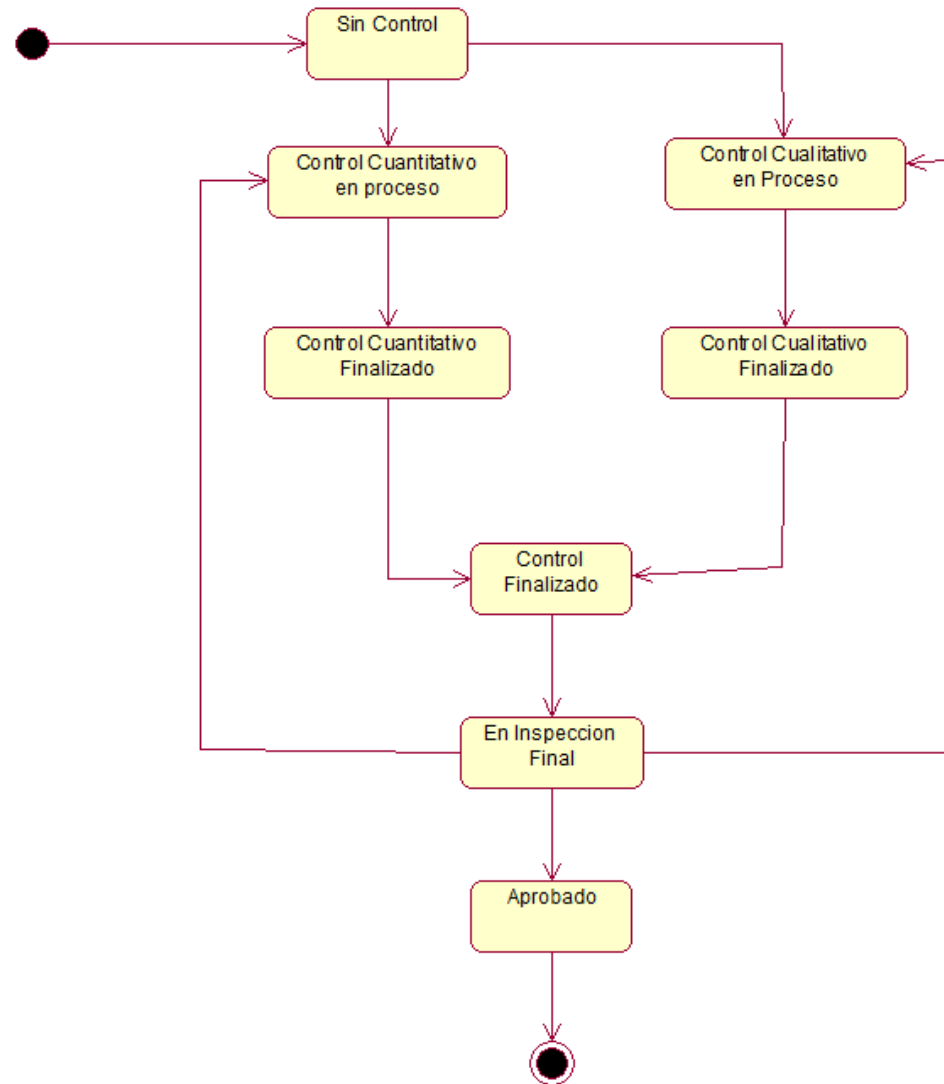 Sin Control
Control Cuantitativo
en proceso
Control Cualitativo
en Proceso
Control Cuantitativo
Finalizado
Control Cualitativo
Finalizado
Control
Finalizado
En Inspeccion
Final
Aprobado